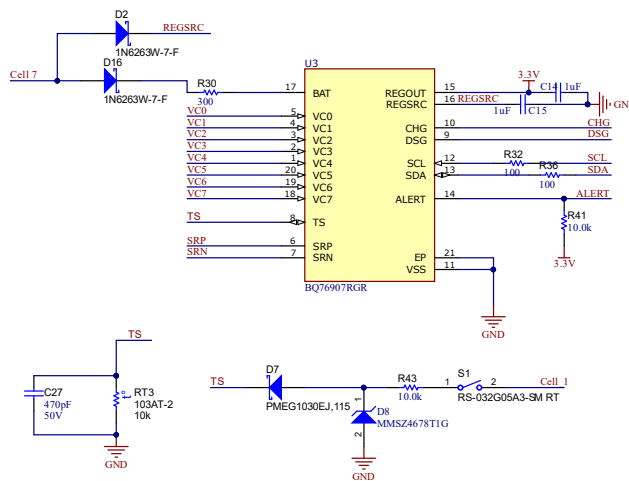 D2
REGSRC
1N6263W-7-F
D16
Cell 7
1N6263W-7-F
R30
300
U3
17 BAT
5 VC0
4 VC1
3 VC2
2 VC3
1 VC4
20 VC5
19 VC6
18 VC7
8 TS
6 SRP
7 SRN
REGOUT 15
REGSRC 16
CHG 10
DSG 9
SCL 12
SDA 13
ALERT 14
EP 21
VSS 11
BQ76907RGR
VC0
VC1
VC2
VC3
VC4
VC5
VC6
VC7
TS
SRP
SRN
3.3V
C14
1uF
REGSRC
1uF
C15
GN
CHG
DSG
R32
SCL
100
R36
SDA
100
ALERT
R41
10.0k
3.3V
GND
TS
C27
470pF
50V
t°
RT3
103AT-2
10k
GND
TS
D7
PMEG1030EJ,115
R43
10.0k
S1
1 2
RS-032G05A3-SM RT
Cell_1
1
D8
MMSZ4678T1G
2
GND